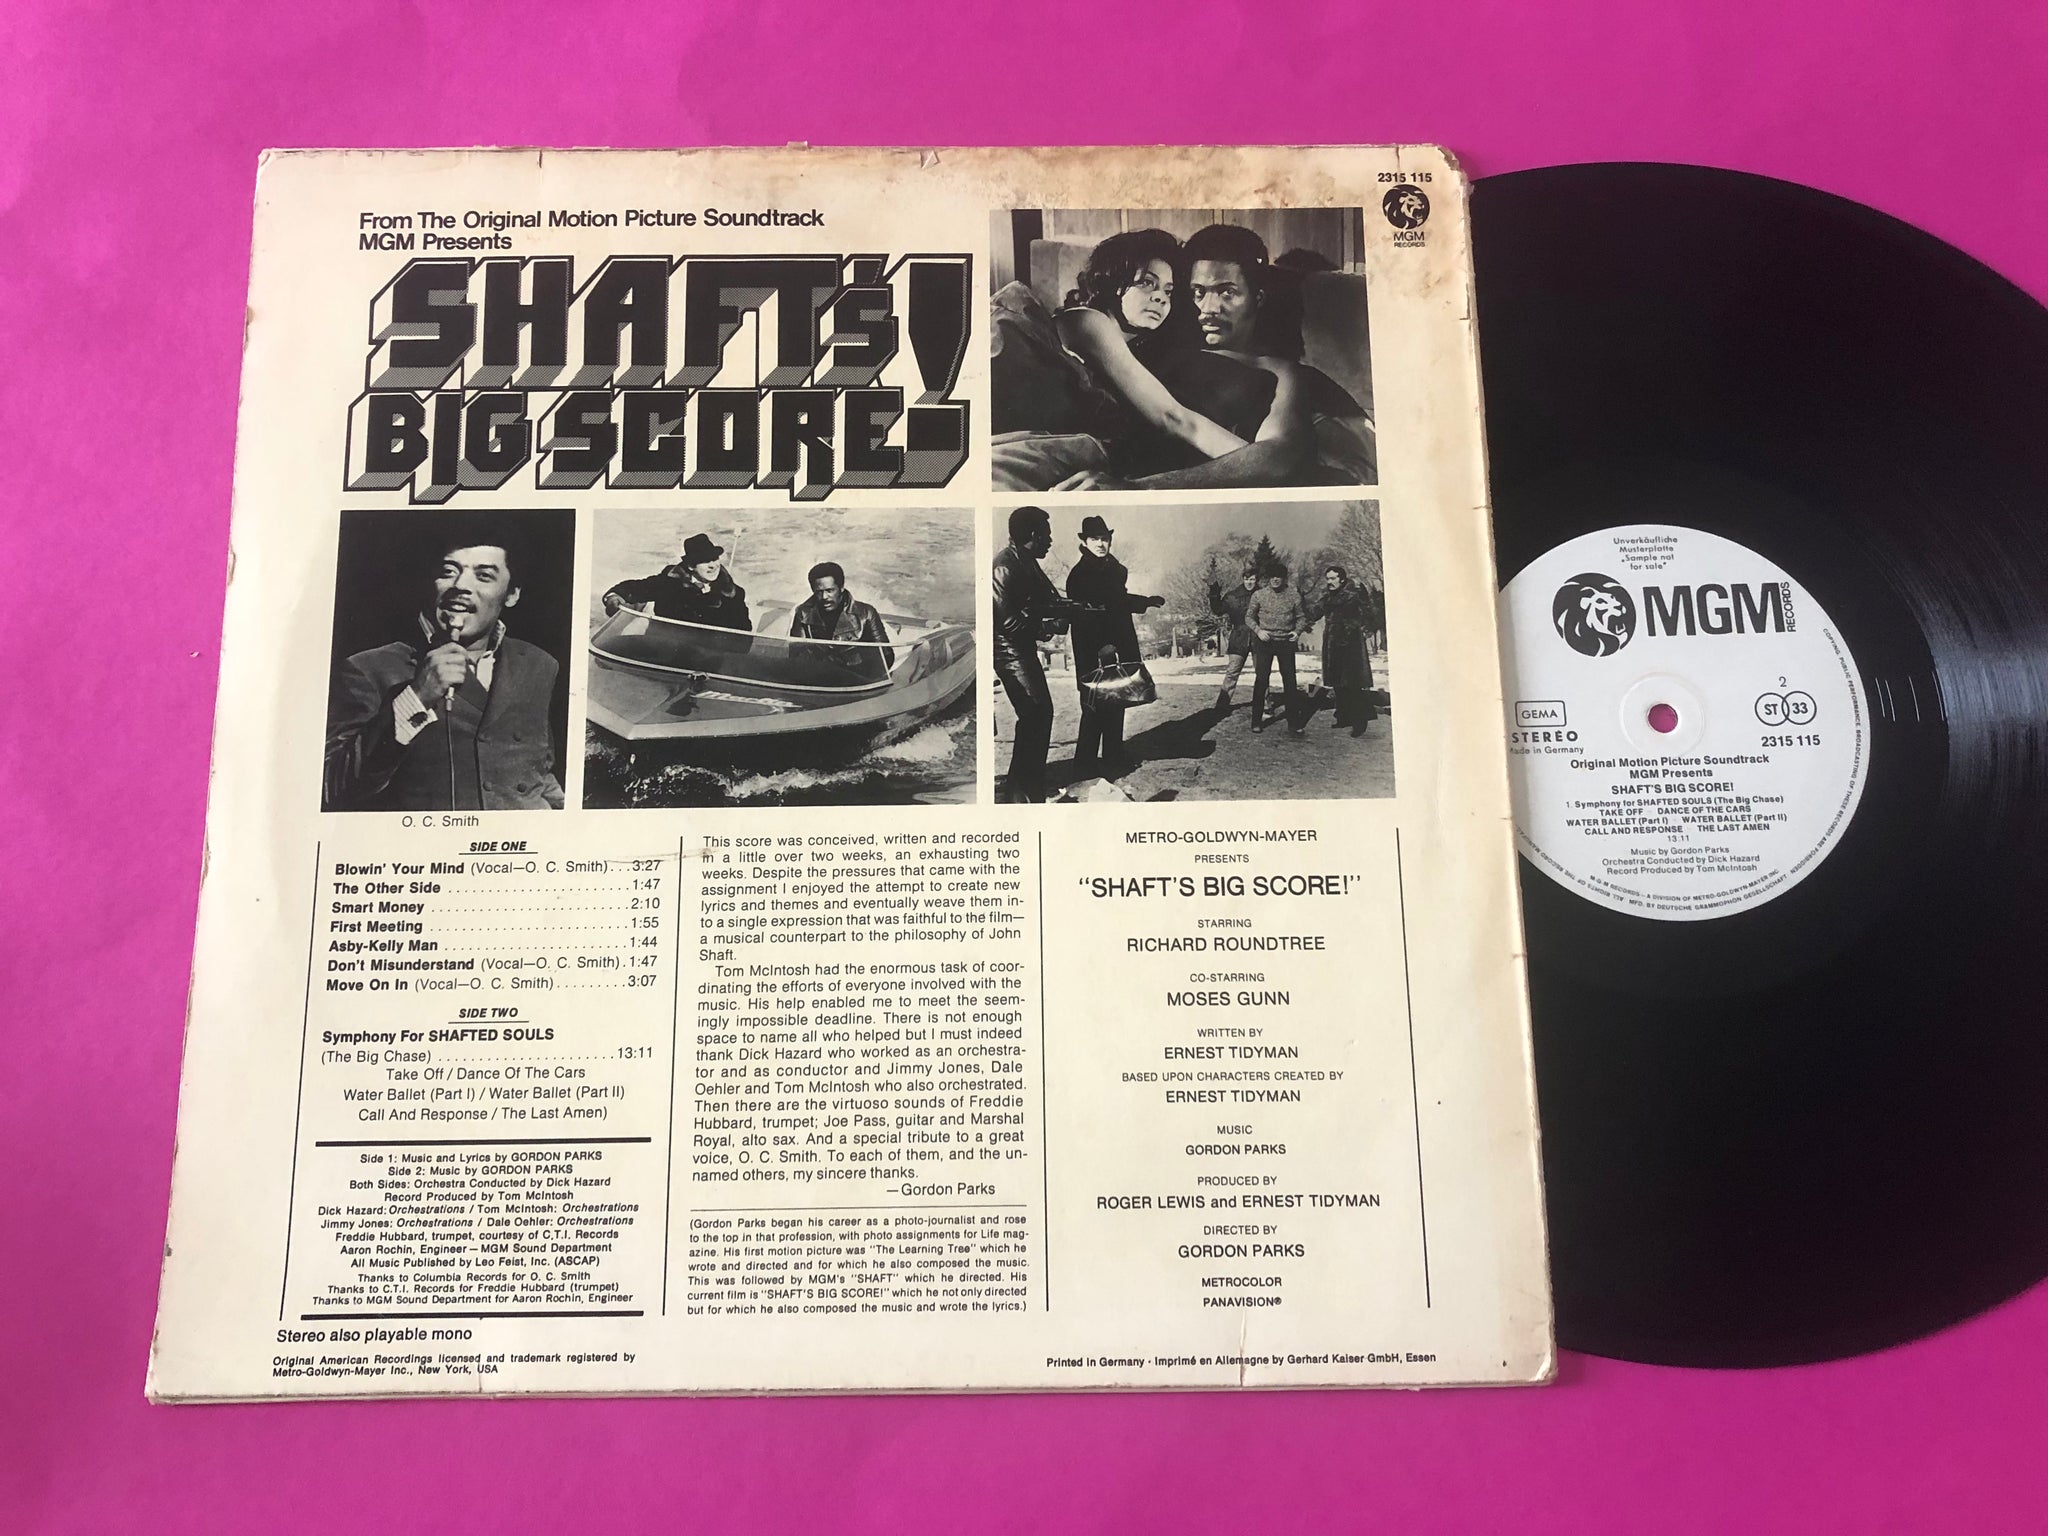 2315 115
MGM
RECORDS
From The Original Motion Picture Soundtrack
MGM Presents
SHAFT'S
BIG SCORE!
O. C. Smith
SIDE ONE
Blowin' Your Mind (Vocal—O. C. Smith)...3:27
The Other Side ........................1:47
Smart Money ..........................2:10
First Meeting ..........................1:55
Asby-Kelly Man ........................1:44
Don't Misunderstand (Vocal—O. C. Smith).1:47
Move On In (Vocal—O. C. Smith).........3:07
SIDE TWO
Symphony For SHAFTED SOULS
(The Big Chase) .......................13:11
Take Off / Dance Of The Cars
Water Ballet (Part I) / Water Ballet (Part II)
Call And Response / The Last Amen)
Side 1: Music and Lyrics by GORDON PARKS
Side 2: Music by GORDON PARKS
Both Sides: Orchestra Conducted by Dick Hazard
Record Produced by Tom McIntosh
Dick Hazard: Orchestrations / Tom McIntosh: Orchestrations
Jimmy Jones: Orchestrations / Dale Oehler: Orchestrations
Freddie Hubbard, trumpet, courtesy of C.T.I. Records
Aaron Rochin, Engineer—MGM Sound Department
All Music Published by Leo Feist, Inc. (ASCAP)
Thanks to Columbia Records for O. C. Smith
Thanks to C.T.I. Records for Freddie Hubbard (trumpet)
Thanks to MGM Sound Department for Aaron Rochin, Engineer
Stereo also playable mono
Original American Recordings licensed and trademark registered by
Metro-Goldwyn-Mayer Inc., New York, USA
This score was conceived, written and recorded
in a little over two weeks, an exhausting two
weeks. Despite the pressures that came with the
assignment I enjoyed the attempt to create new
lyrics and themes and eventually weave them in-
to a single expression that was faithful to the film—
a musical counterpart to the philosophy of John
Shaft.
Tom McIntosh had the enormous task of coor-
dinating the efforts of everyone involved with the
music. His help enabled me to meet the seem-
ingly impossible deadline. There is not enough
space to name all who helped but I must indeed
thank Dick Hazard who worked as an orchestra-
tor and as conductor and Jimmy Jones, Dale
Oehler and Tom McIntosh who also orchestrated.
Then there are the virtuoso sounds of Freddie
Hubbard, trumpet; Joe Pass, guitar and Marshal
Royal, alto sax. And a special tribute to a great
voice, O. C. Smith. To each of them, and the un-
named others, my sincere thanks.
—Gordon Parks
(Gordon Parks began his career as a photo-journalist and rose
to the top in that profession, with photo assignments for Life mag-
azine. His first motion picture was "The Learning Tree" which he
wrote and directed and for which he also composed the music.
This was followed by MGM's "SHAFT" which he directed. His
current film is "SHAFT'S BIG SCORE!" which he not only directed
but for which he also composed the music and wrote the lyrics.)
METRO-GOLDWYN-MAYER
PRESENTS
"SHAFT'S BIG SCORE!"
STARRING
RICHARD ROUNDTREE
CO-STARRING
MOSES GUNN
WRITTEN BY
ERNEST TIDYMAN
BASED UPON CHARACTERS CREATED BY
ERNEST TIDYMAN
MUSIC
GORDON PARKS
PRODUCED BY
ROGER LEWIS and ERNEST TIDYMAN
DIRECTED BY
GORDON PARKS
METROCOLOR
PANAVISION®
Printed in Germany · Imprimé en Allemagne by Gerhard Kaiser GmbH, Essen
Unverkäufliche
Musterplatte
"Sample not
for sale"
MGM
RECORDS
2
GEMA
ST 33
STEREO
2315 115
Made in Germany
Original Motion Picture Soundtrack
MGM Presents
SHAFT'S BIG SCORE!
1. Symphony for SHAFTED SOULS (The Big Chase)
TAKE OFF - DANCE OF THE CARS
WATER BALLET (Part I) - WATER BALLET (Part II)
CALL AND RESPONSE - THE LAST AMEN
13:11
Music by Gordon Parks
Orchestra Conducted by Dick Hazard
Record Produced by Tom McIntosh
M-G-M RECORDS—A DIVISION OF METRO-GOLDWYN-MAYER INC.
MFD. BY DEUTSCHE GRAMMOPHON GESELLSCHAFT.
COPYING, PUBLIC PERFORMANCE, BROADCASTING OF THESE RECORDS ARE FORBIDDEN